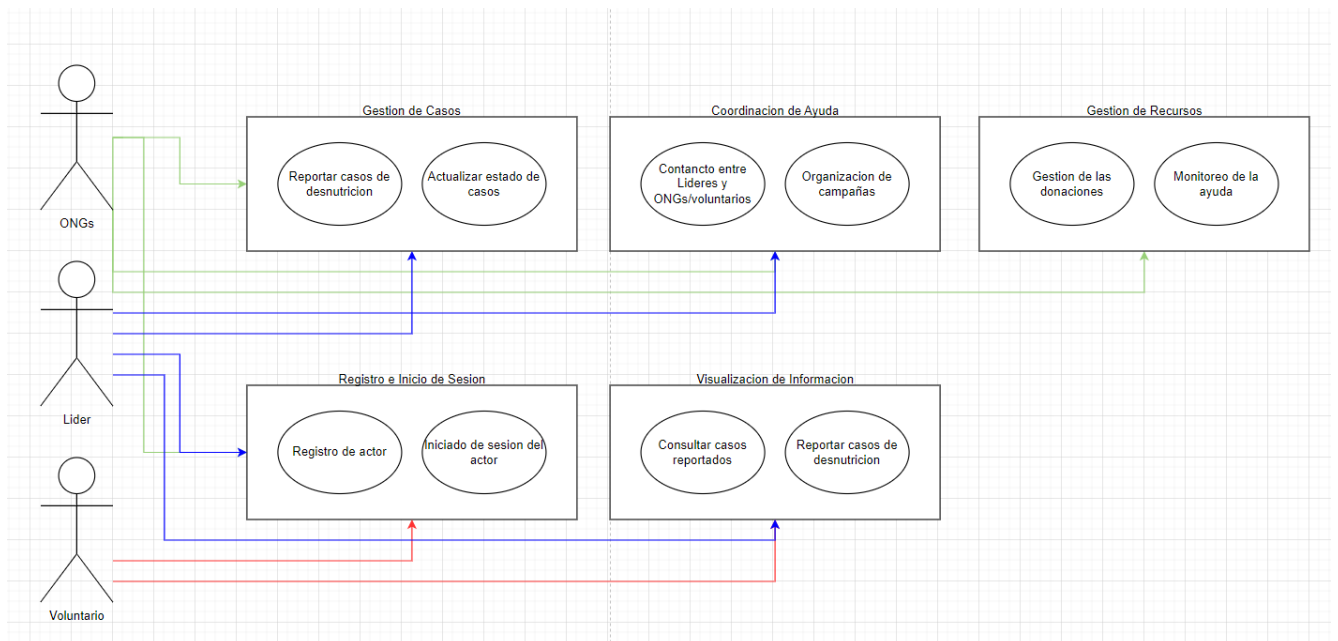 Gestion de Casos
Coordinacion de Ayuda
Gestion de Recursos
Reportar casos de
desnutricion
Actualizar estado de
casos
Contancto entre
Lideres y
ONGs/voluntarios
Organizacion de
campañas
Gestion de las
donaciones
Monitoreo de la
ayuda
ONGs
Registro e Inicio de Sesion
Visualizacion de Informacion
Lider
Registro de actor
Iniciado de sesion del
actor
Consultar casos
reportados
Reportar casos de
desnutricion
Voluntario